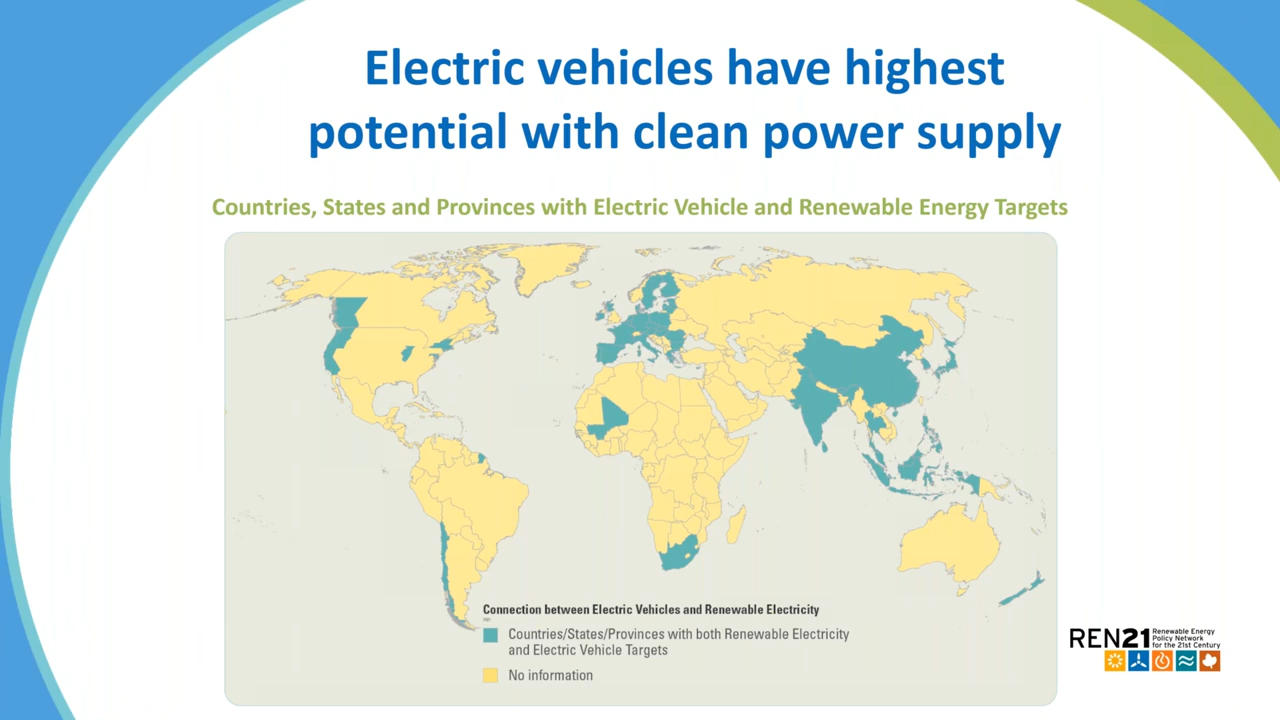 Electric vehicles have highest
potential with clean power supply
Countries, States and Provinces with Electric Vehicle and Renewable Energy Targets
Connection between Electric Vehicles and Renewable Electricity
Countries/States/Provinces with both Renewable Electricity
and Electric Vehicle Targets
No information
REN21 Renewable Energy
Policy Network
for the 21st Century